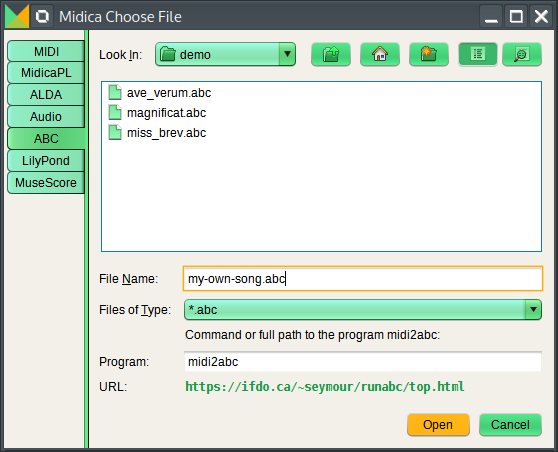 Midica Choose File
MIDI
MidicaPL
ALDA
Audio
ABC
LilyPond
MuseScore
Look In: demo
ave_verum.abc
magnificat.abc
miss_brev.abc
File Name: my-own-song.abc
Files of Type: *.abc
Command or full path to the program midi2abc:
Program: midi2abc
URL: https://ifdo.ca/~seymour/runabc/top.html
Open Cancel